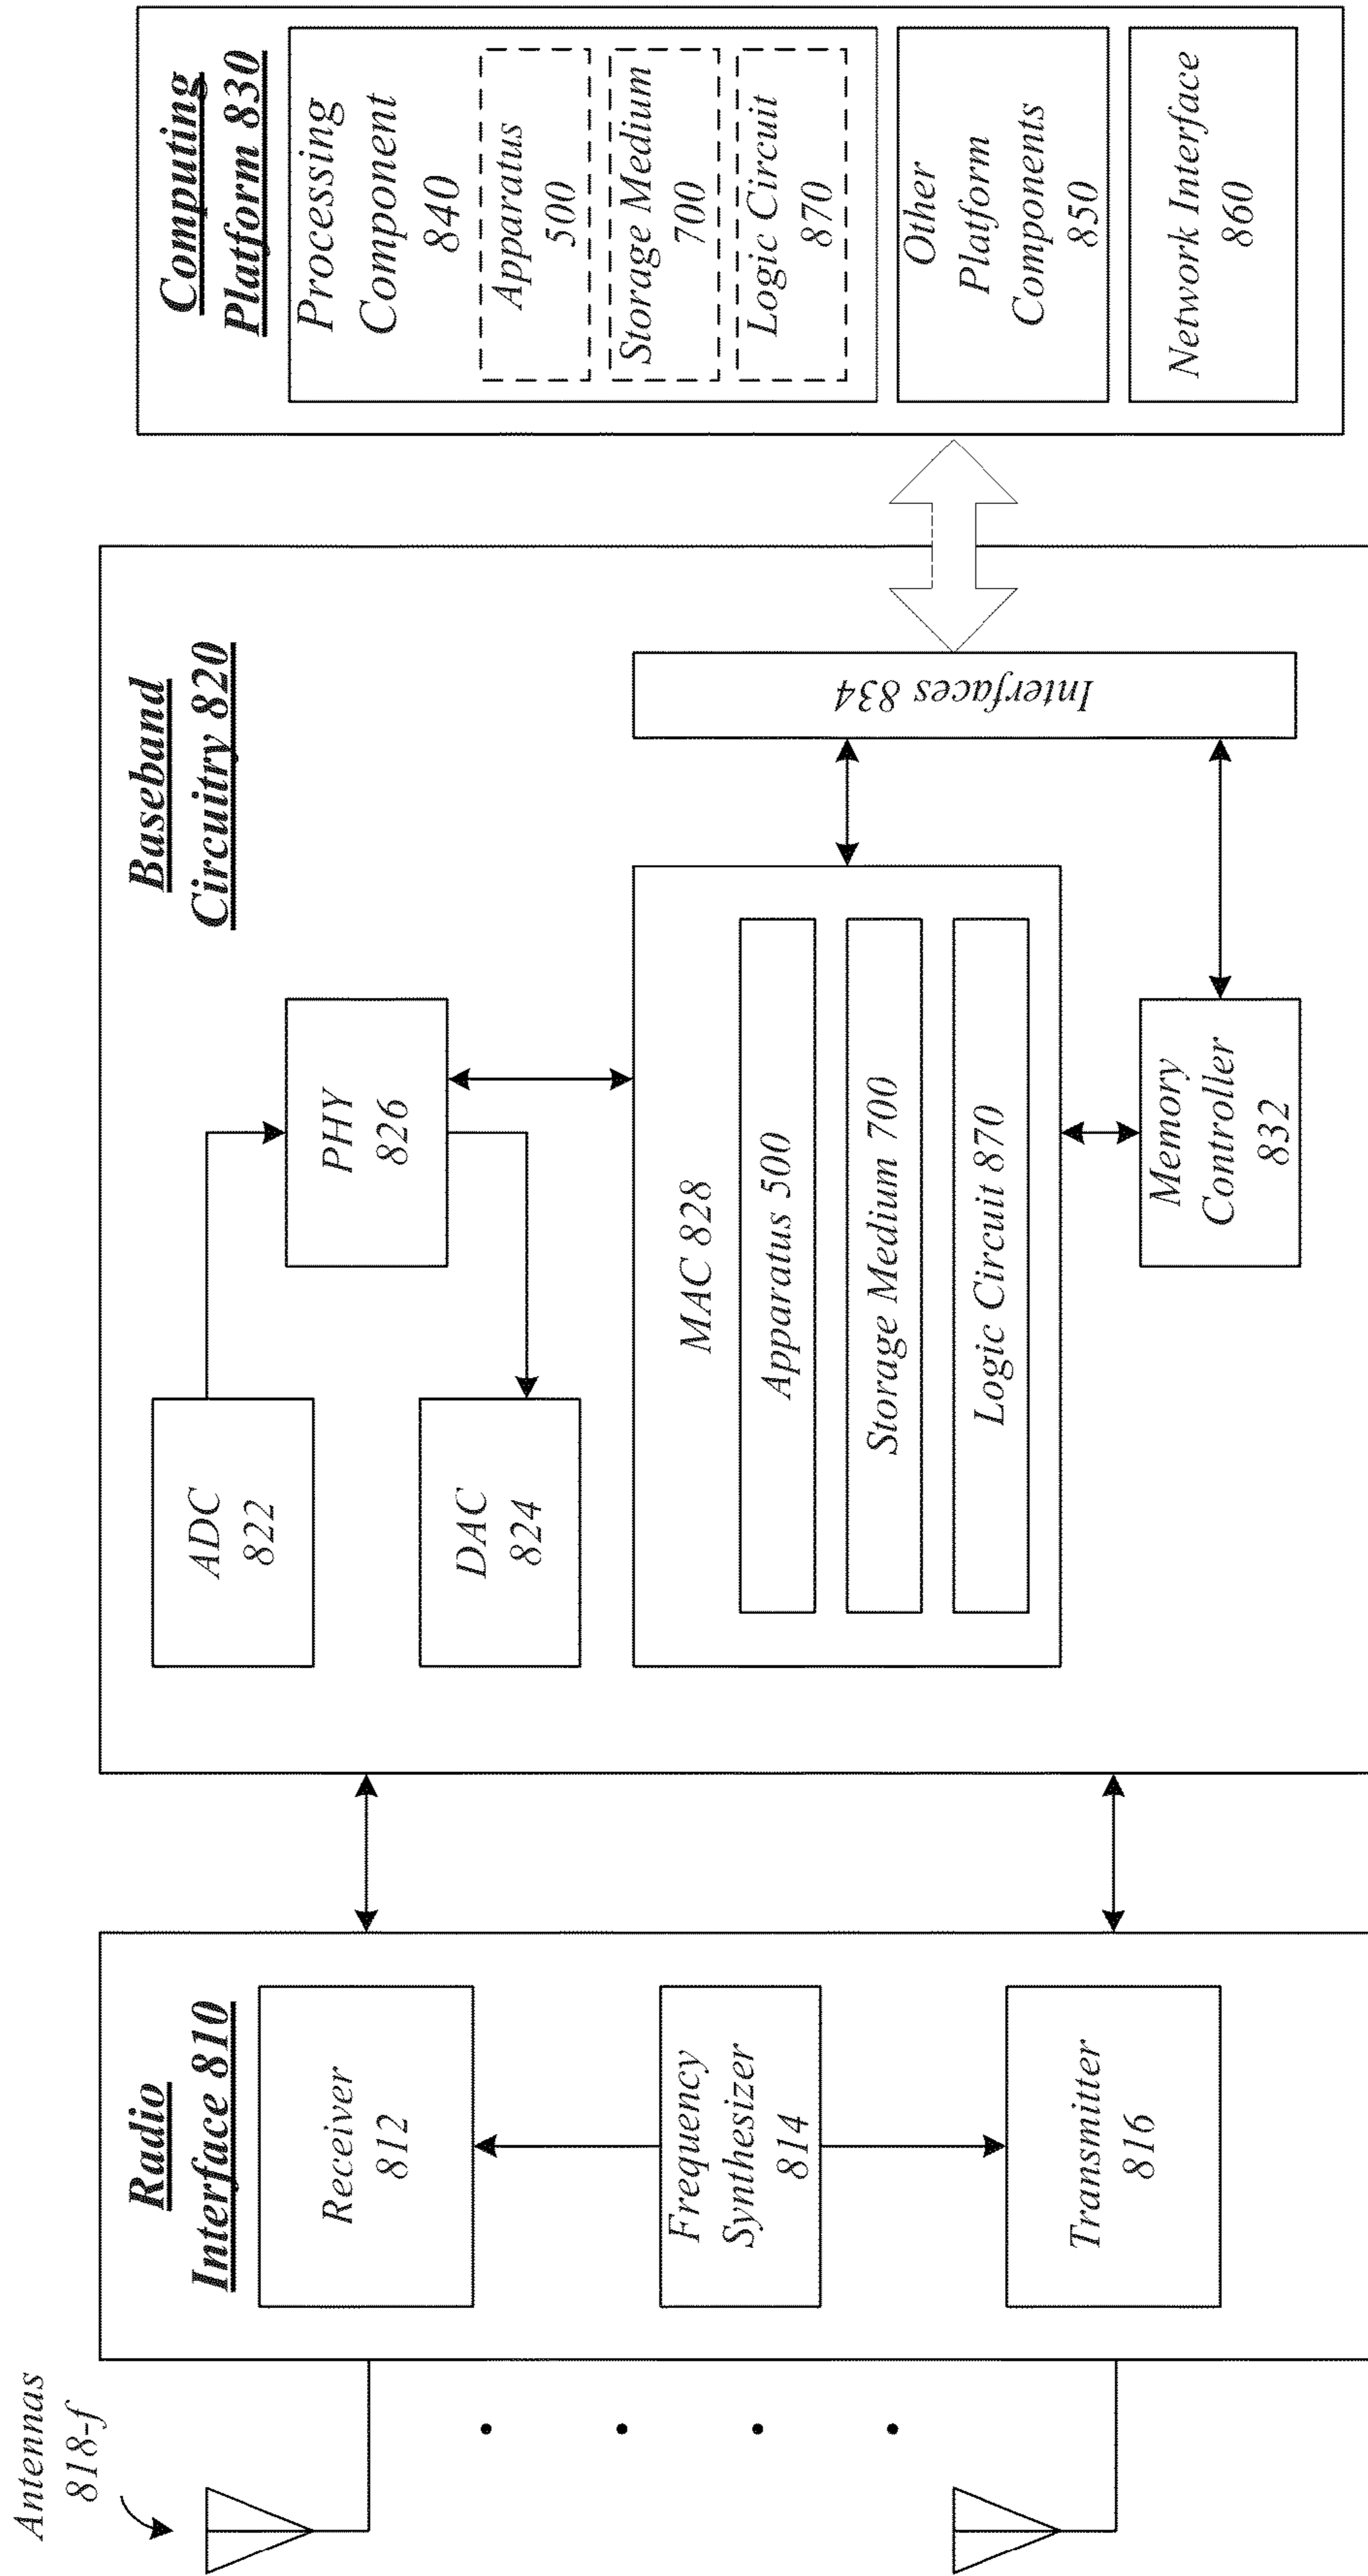 Antennas
818-f
Radio
Interface 810
Receiver
812
Frequency
Synthesizer
814
Transmitter
816
Baseband
Circuitry 820
ADC
822
DAC
824
PHY
826
MAC 828
Apparatus 500
Storage Medium 700
Logic Circuit 870
Memory
Controller
832
Interfaces 834
Computing
Platform 830
Processing
Component
840
Apparatus
500
Storage Medium
700
Logic Circuit
870
Other
Platform
Components
850
Network Interface
860